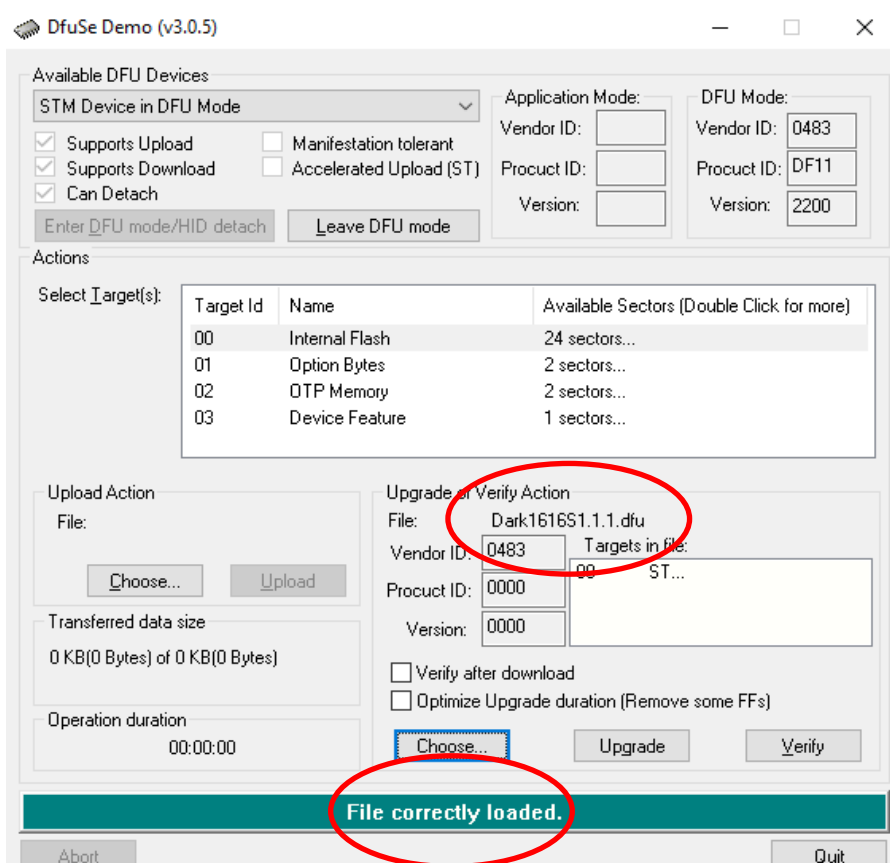 DfuSe Demo (v3.0.5)
Available DFU Devices
STM Device in DFU Mode
Supports Upload
Manifestation tolerant
Supports Download
Accelerated Upload (ST)
Can Detach
Enter DFU mode/HID detach
Leave DFU mode
Application Mode:
Vendor ID:
Procuct ID:
Version:
DFU Mode:
Vendor ID: 0483
Procuct ID: DF11
Version: 2200
Actions
Select Target(s):
Target Id Name Available Sectors (Double Click for more)
00 Internal Flash 24 sectors...
01 Option Bytes 2 sectors...
02 OTP Memory 2 sectors...
03 Device Feature 1 sectors...
Upload Action
File:
Choose...
Upload
Transferred data size
0 KB(0 Bytes) of 0 KB(0 Bytes)
Operation duration
00:00:00
Upgrade or Verify Action
File: Dark1616S1.1.1.dfu
Vendor ID: 0483
Procuct ID: 0000
Version: 0000
Targets in file:
00 ST...
Verify after download
Optimize Upgrade duration (Remove some FFs)
Choose...
Upgrade
Verify
File correctly loaded.
Abort
Quit